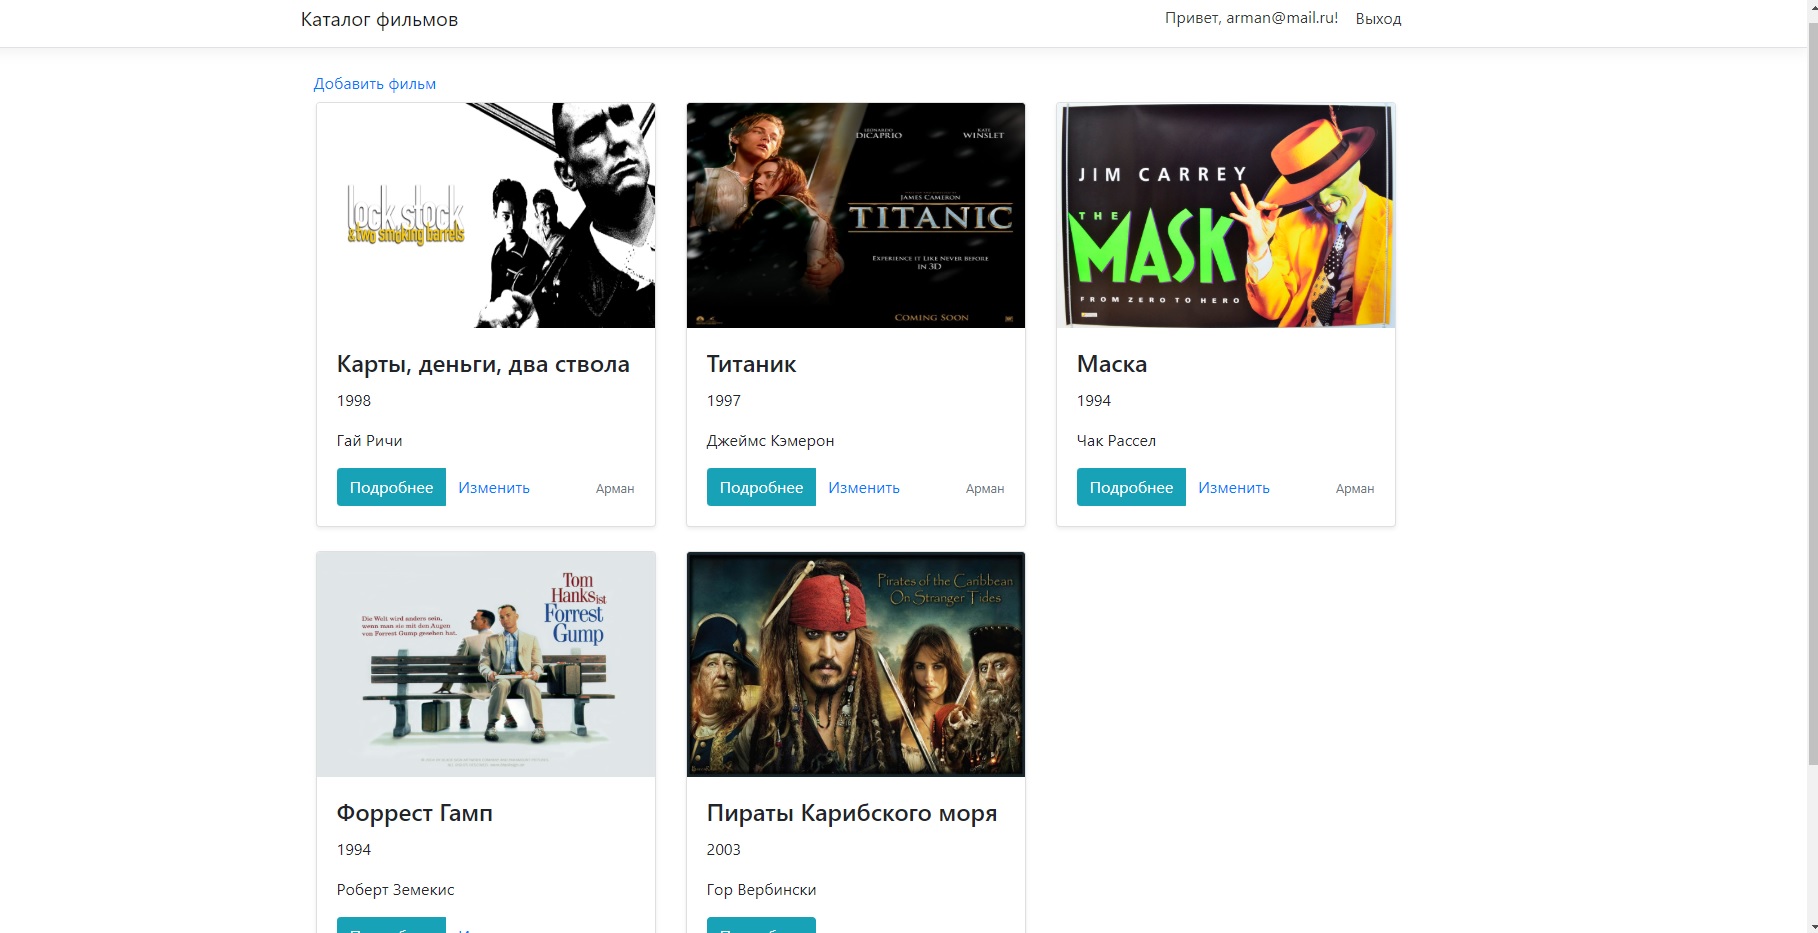 Каталог фильмов
Привет, arman@mail.ru! Выход
Добавить фильм
lock stock
& two smoking barrels
Карты, деньги, два ствола
1998
Гай Ричи
Подробнее Изменить Арман
LEONARDO DICAPRIO
KATE WINSLET
JAMES CAMERON
TITANIC
EXPERIENCE IT LIKE NEVER BEFORE
IN 3D
COMING SOON
Титаник
1997
Джеймс Кэмерон
Подробнее Изменить Арман
JIM CARREY
THE
MASK
FROM ZERO TO HERO
Маска
1994
Чак Рассел
Подробнее Изменить Арман
Tom
Hanks ist
Forrest
Gump
Die Welt wird anders sein,
wenn man sie mit den Augen
von Forrest Gump gesehen hat.
Форрест Гамп
1994
Роберт Земекис
Pirates of the Caribbean
On Stranger Tides
Пираты Карибского моря
2003
Гор Вербински